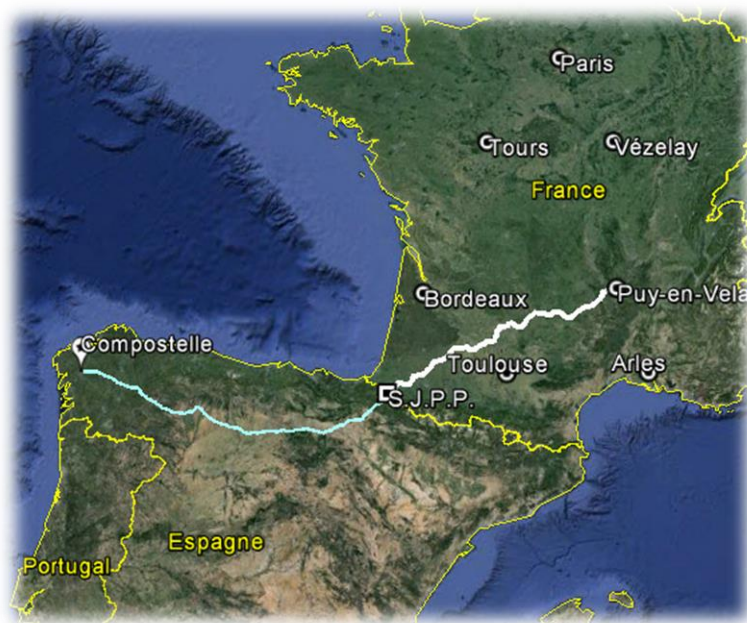 Paris
Tours
Vézelay
France
Bordeaux
Puy-en-Vela
Compostelle
Toulouse
Arles
S.J.P.P.
Espagne
Portugal